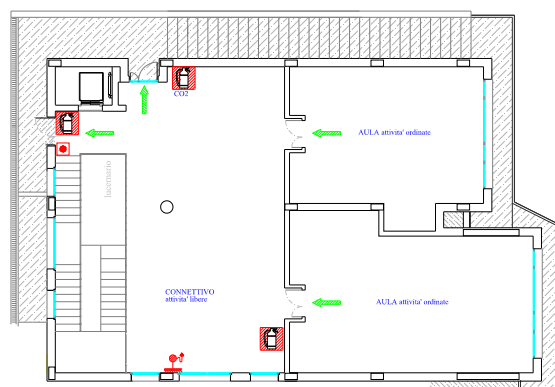 CO2
AULA attivita' ordinate
lucernario
CONNETTIVO
attivita' libere
AULA attivita' ordinate